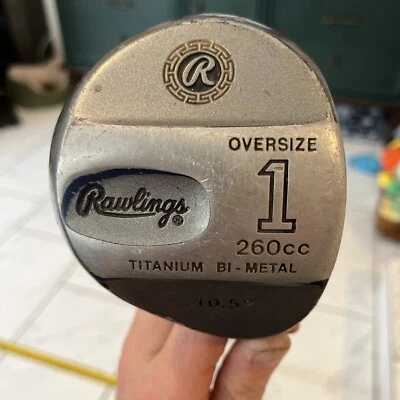 R
OVERSIZE
1
Rawlings®
260cc
TITANIUM BI-METAL
10.5°